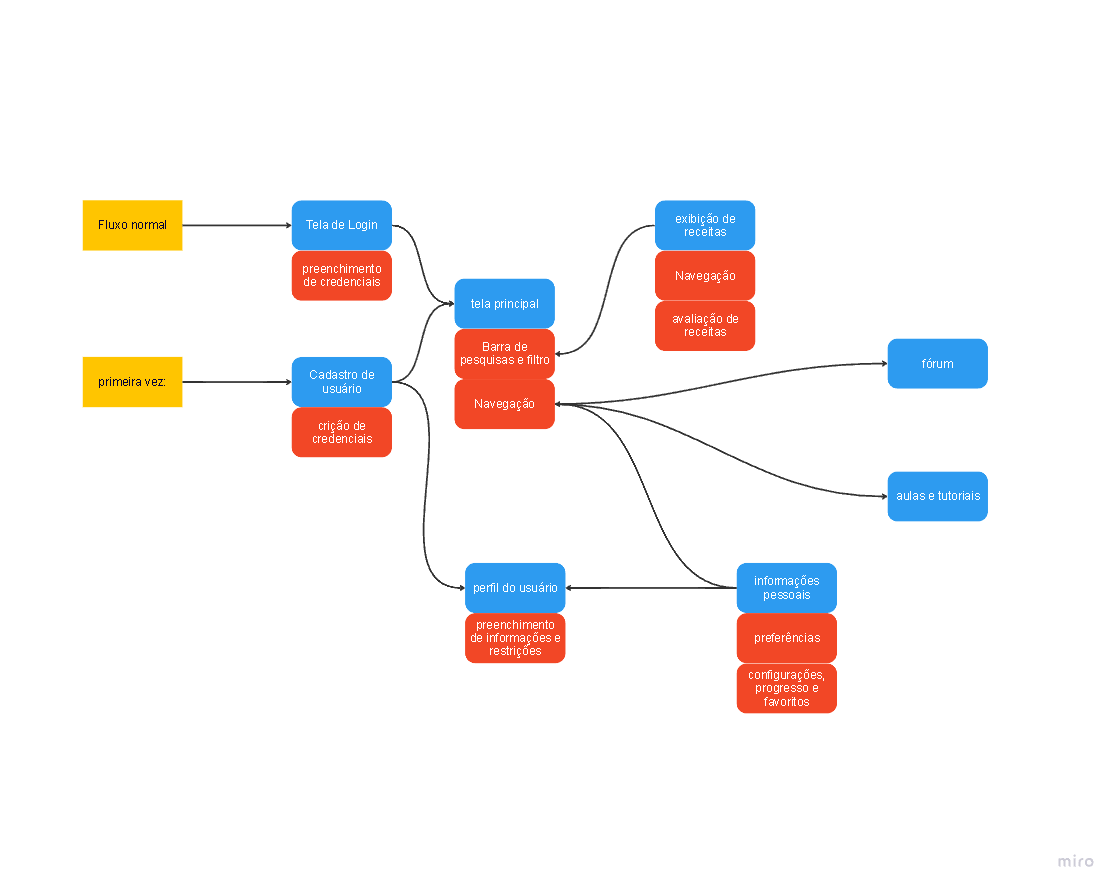 Fluxo normal
Tela de Login
preenchimento
de credenciais
primeira vez:
Cadastro de
usuário
crição de
credenciais
tela principal
Barra de
pesquisas e filtro
Navegação
exibição de
receitas
Navegação
avaliação de
receitas
fórum
aulas e tutoriais
perfil do usuário
preenchimento
de informações e
restrições
informações
pessoais
preferências
configurações,
progresso e
favoritos
miro